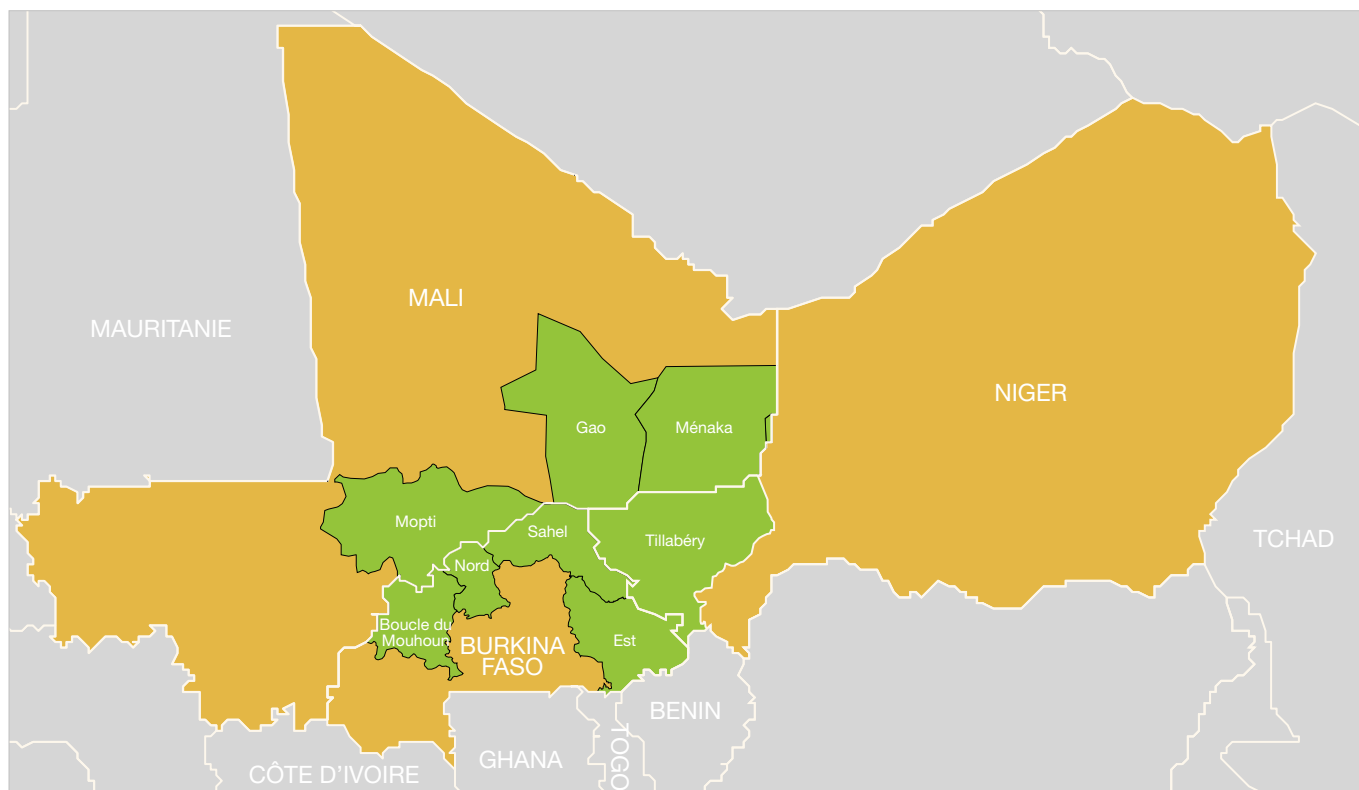 MALI
MAURITANIE
NIGER
Gao
Ménaka
Mopti
Sahel
Tillabéry
TCHAD
Nord
Boucle du
Mouhoun
BURKINA
FASO
Est
BENIN
TOGO
GHANA
CÔTE D'IVOIRE